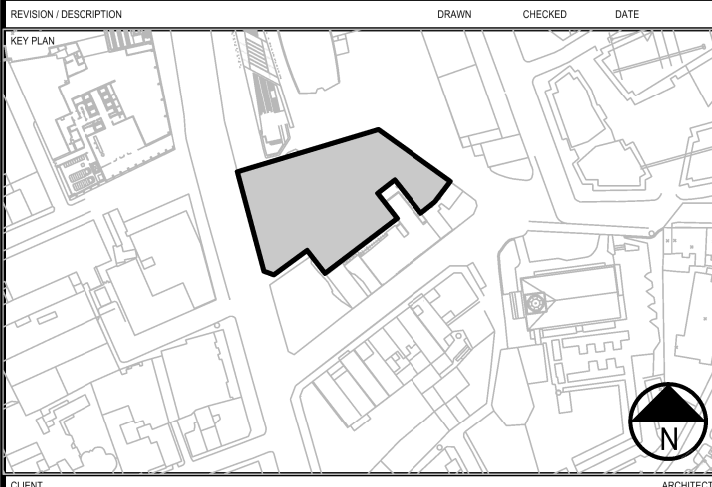 REVISION / DESCRIPTION DRAWN CHECKED DATE
KEY PLAN
N
CLIENT ARCHITECT